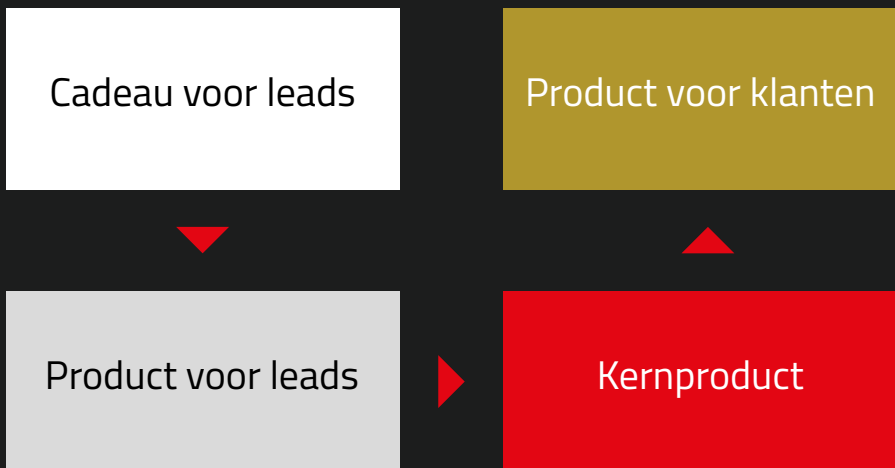 Cadeau voor leads
Product voor klanten
Product voor leads
Kernproduct